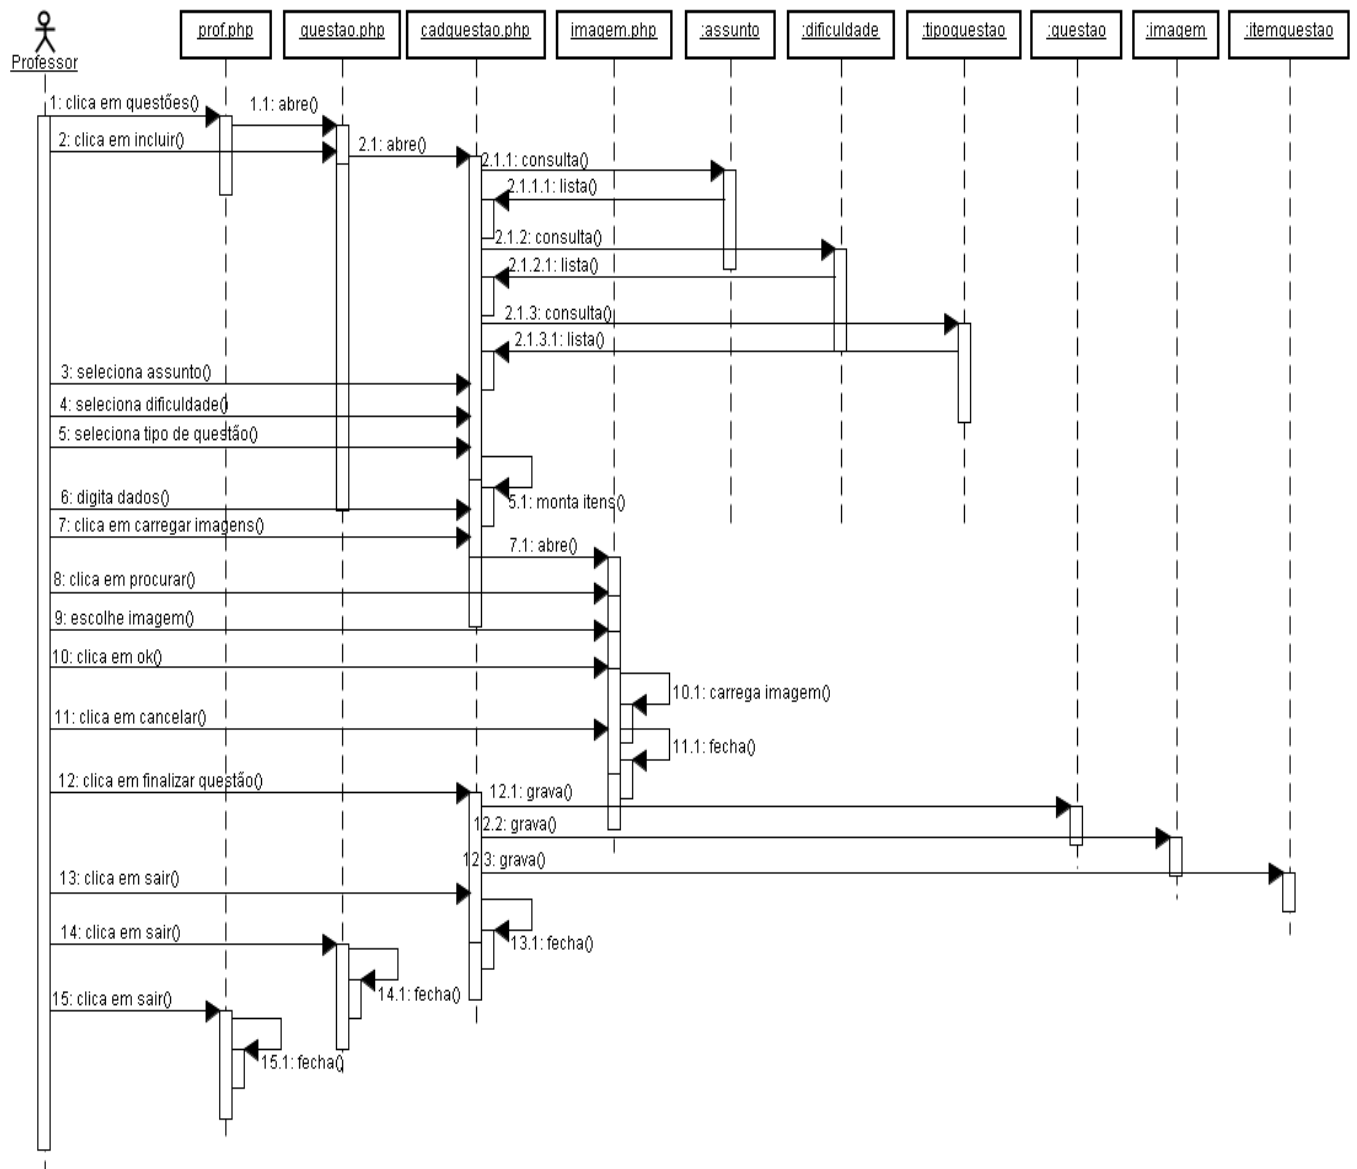 Professor
prof.php
questao.php
cadquestao.php
imagem.php
:assunto
:dificuldade
:tipoquestao
:questao
:imagem
:itemquestao
1: clica em questões()
1.1: abre()
2: clica em incluir()
2.1: abre()
2.1.1: consulta()
2.1.1.1: lista()
2.1.2: consulta()
2.1.2.1: lista()
2.1.3: consulta()
2.1.3.1: lista()
3: seleciona assunto()
4: seleciona dificuldade()
5: seleciona tipo de questão()
5.1: monta itens()
6: digita dados()
7: clica em carregar imagens()
7.1: abre()
8: clica em procurar()
9: escolhe imagem()
10: clica em ok()
10.1: carrega imagem()
11: clica em cancelar()
11.1: fecha()
12: clica em finalizar questão()
12.1: grava()
12.2: grava()
12.3: grava()
13: clica em sair()
13.1: fecha()
14: clica em sair()
14.1: fecha()
15: clica em sair()
15.1: fecha()